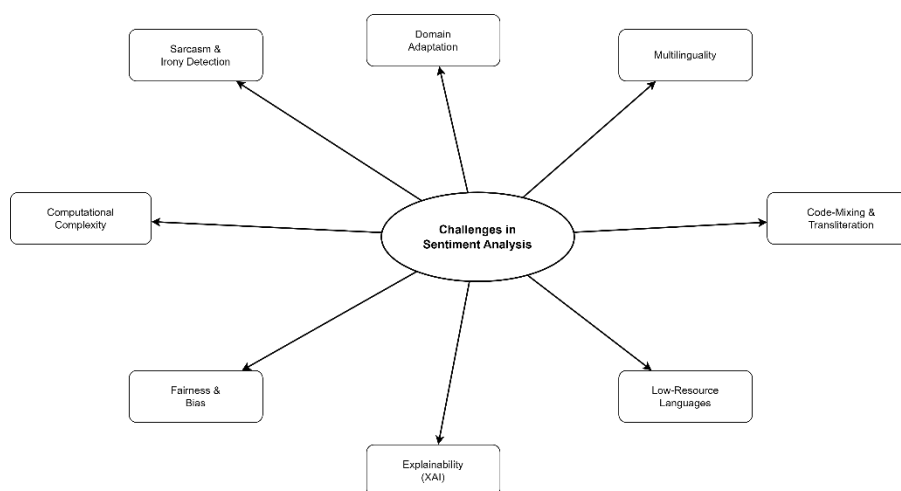 Domain
Adaptation
Sarcasm &
Irony Detection
Multilinguality
Computational
Complexity
Challenges in
Sentiment Analysis
Code-Mixing &
Transliteration
Fairness &
Bias
Low-Resource
Languages
Explainability
(XAI)